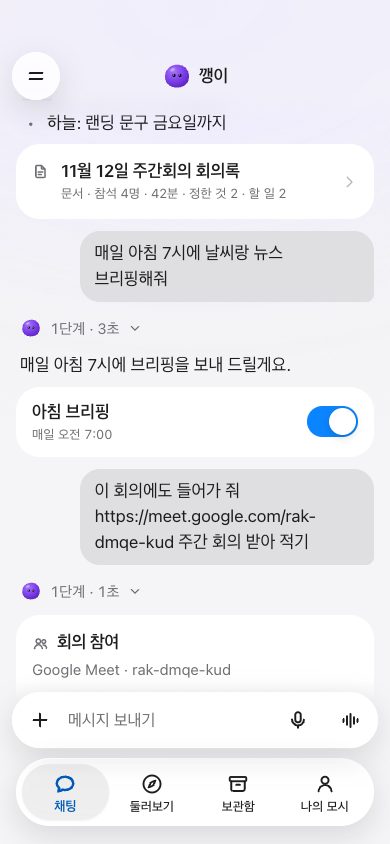 깽이
• 하늘: 랜딩 문구 금요일까지
11월 12일 주간회의 회의록
문서 · 참석 4명 · 42분 · 정한 것 2 · 할 일 2
매일 아침 7시에 날씨랑 뉴스
브리핑해줘
1단계 · 3초
매일 아침 7시에 브리핑을 보내 드릴게요.
아침 브리핑
매일 오전 7:00
이 회의에도 들어가 줘
https://meet.google.com/rak-
dmqe-kud 주간 회의 받아 적기
1단계 · 1초
회의 참여
Google Meet · rak-dmqe-kud
메시지 보내기
채팅
둘러보기
보관함
나의 모시